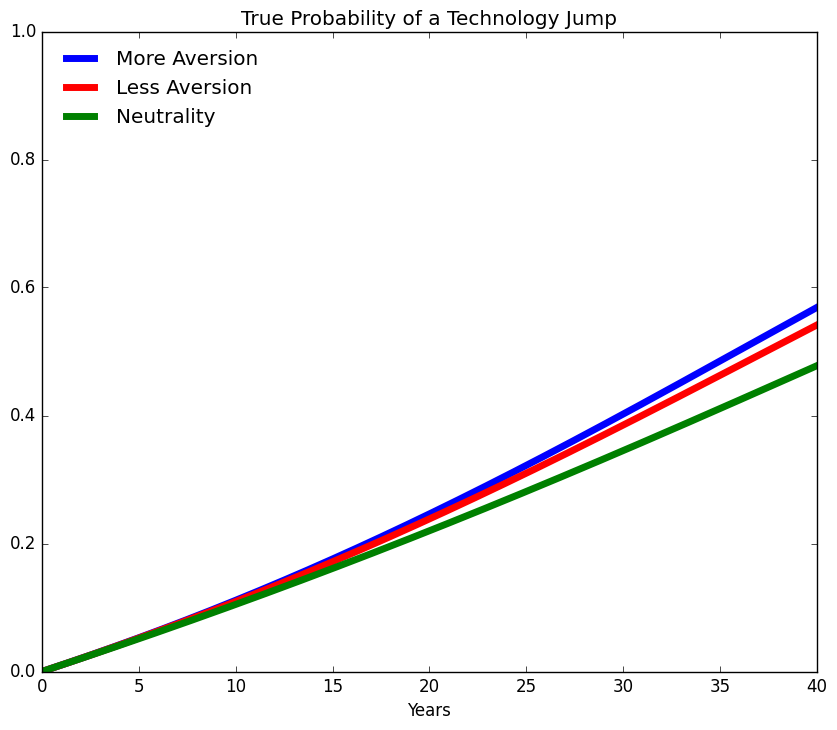 True Probability of a Technology Jump
1.0
More Aversion
Less Aversion
Neutrality
0.8
0.6
0.4
0.2
0.0
0 5 10 15 20 25 30 35 40
Years